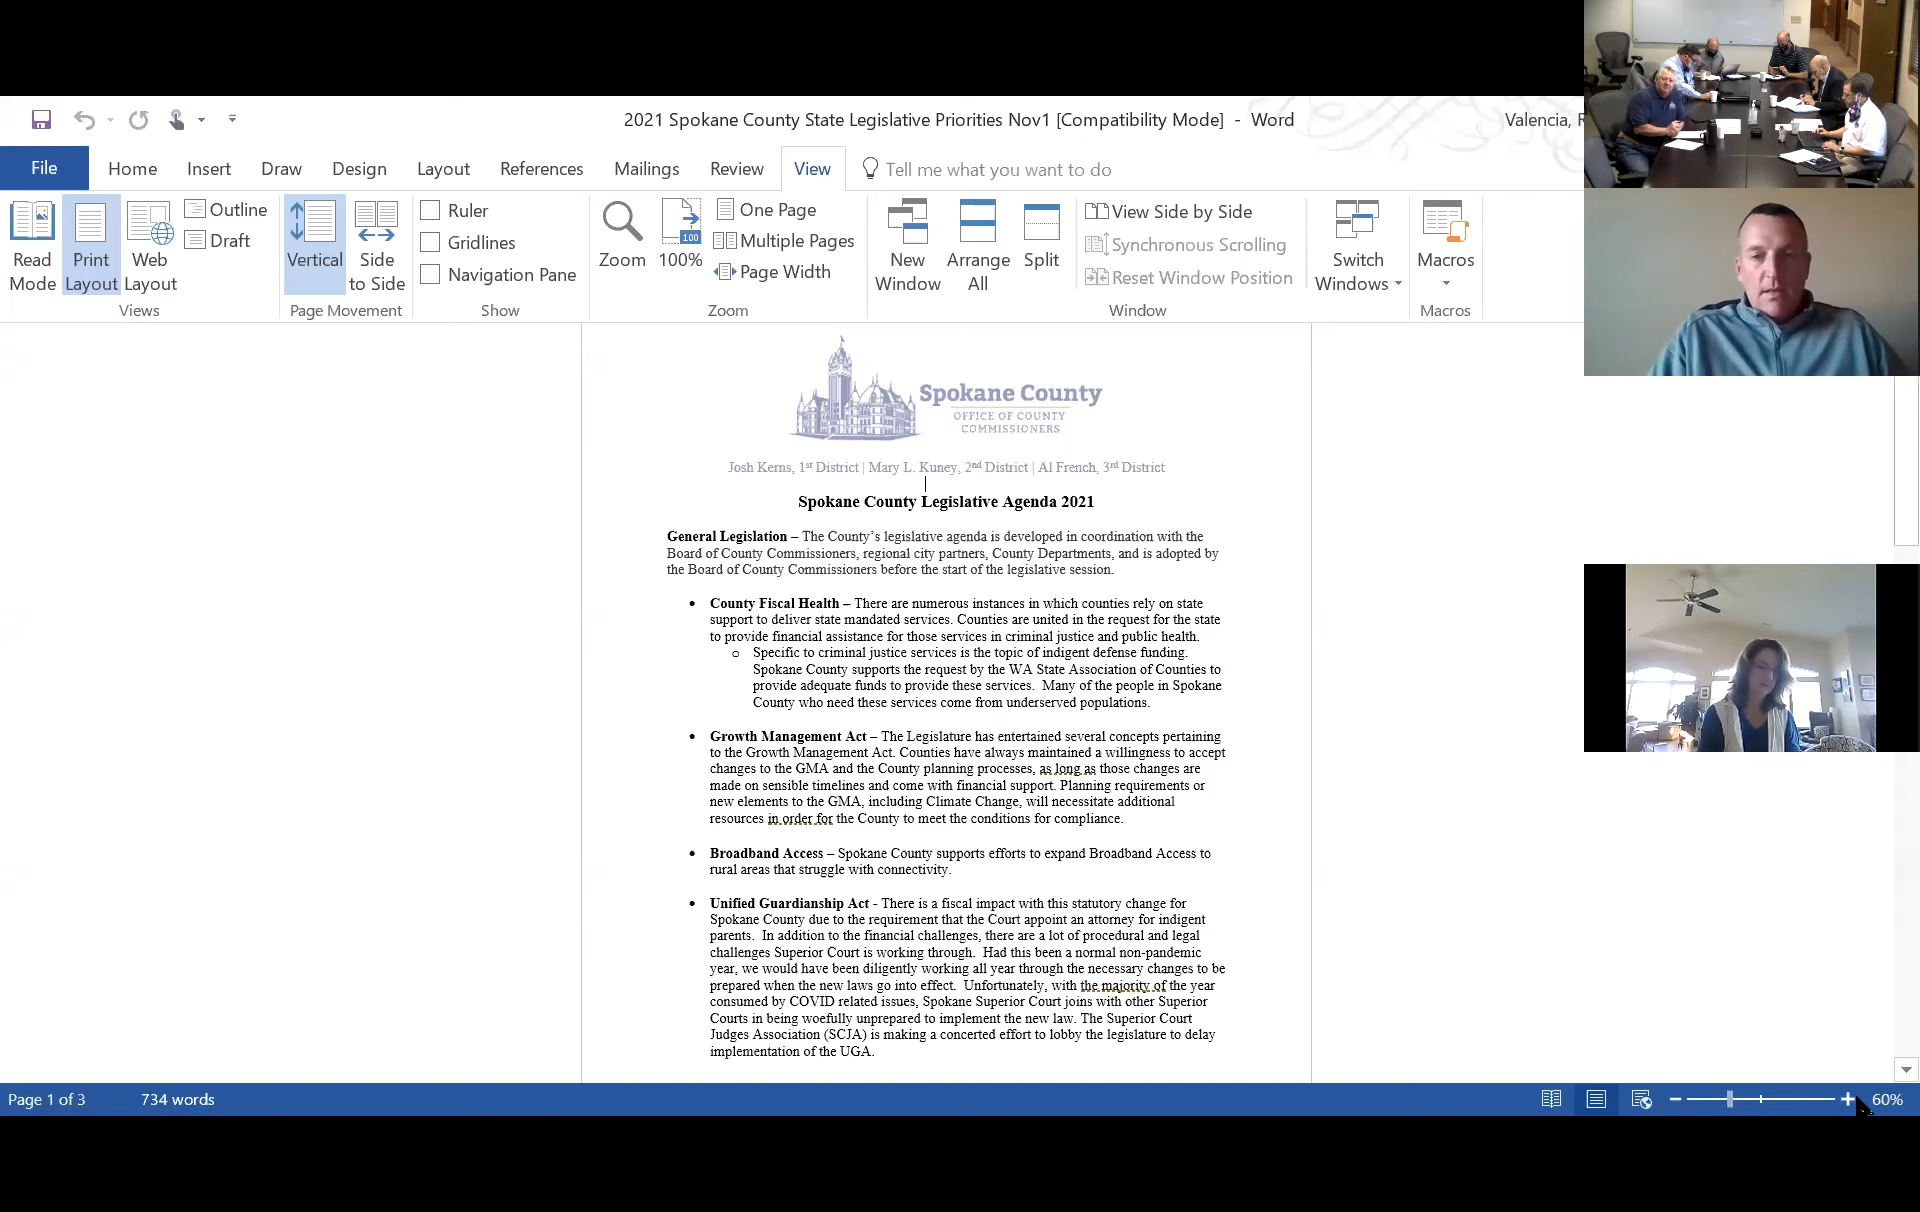 2021 Spokane County State Legislative Priorities Nov1 [Compatibility Mode] - Word
Valencia, R
File Home Insert Draw Design Layout References Mailings Review View Tell me what you want to do
Read Mode
Print Layout
Web Layout
Outline
Draft
Views
Vertical
Side to Side
Page Movement
Ruler
Gridlines
Navigation Pane
Show
Zoom
100
100%
One Page
Multiple Pages
Page Width
Zoom
New Window
Arrange All
Split
View Side by Side
Synchronous Scrolling
Reset Window Position
Window
Switch Windows
Macros
Macros
Spokane County
OFFICE OF COUNTY
COMMISSIONERS
Josh Kerns, 1st District | Mary L. Kuney, 2nd District | Al French, 3rd District
Spokane County Legislative Agenda 2021
General Legislation – The County’s legislative agenda is developed in coordination with the
Board of County Commissioners, regional city partners, County Departments, and is adopted by
the Board of County Commissioners before the start of the legislative session.
• County Fiscal Health – There are numerous instances in which counties rely on state
support to deliver state mandated services. Counties are united in the request for the state
to provide financial assistance for those services in criminal justice and public health.
o Specific to criminal justice services is the topic of indigent defense funding.
Spokane County supports the request by the WA State Association of Counties to
provide adequate funds to provide these services.  Many of the people in Spokane
County who need these services come from underserved populations.
• Growth Management Act – The Legislature has entertained several concepts pertaining
to the Growth Management Act. Counties have always maintained a willingness to accept
changes to the GMA and the County planning processes, as long as those changes are
made on sensible timelines and come with financial support. Planning requirements or
new elements to the GMA, including Climate Change, will necessitate additional
resources in order for the County to meet the conditions for compliance.
• Broadband Access – Spokane County supports efforts to expand Broadband Access to
rural areas that struggle with connectivity.
• Unified Guardianship Act - There is a fiscal impact with this statutory change for
Spokane County due to the requirement that the Court appoint an attorney for indigent
parents.  In addition to the financial challenges, there are a lot of procedural and legal
challenges Superior Court is working through.  Had this been a normal non-pandemic
year, we would have been diligently working all year through the necessary changes to be
prepared when the new laws go into effect.  Unfortunately, with the majority of the year
consumed by COVID related issues, Spokane Superior Court joins with other Superior
Courts in being woefully unprepared to implement the new law. The Superior Court
Judges Association (SCJA) is making a concerted effort to lobby the legislature to delay
implementation of the UGA.
Page 1 of 3 734 words 60%